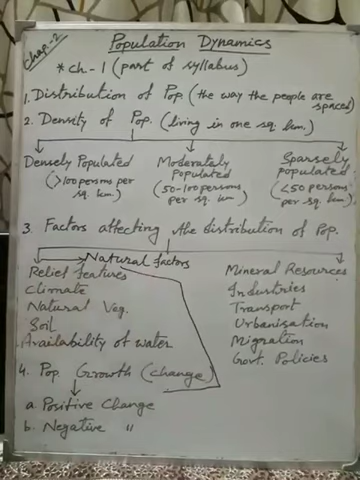 Chap-2
Population Dynamics
* Ch-1 (part of syllabus)
1. Distribution of Pop. (the way the people are spaced)
2. Density of Pop. (living in one sq. km.)
Densely Populated
(>100 persons per
sq. km.)
Moderately
Populated
(50-100 persons
per sq. km)
Sparsely
populated
(<50 persons
per sq. km.)
3. Factors affecting the distribution of Pop.
Natural factors
Relief features
Climate
Natural Veg.
Soil
Availability of water
Mineral Resources
Industries
Transport
Urbanisation
Migration
Govt. Policies
4. Pop. Growth (change)
a. Positive Change
b. Negative "